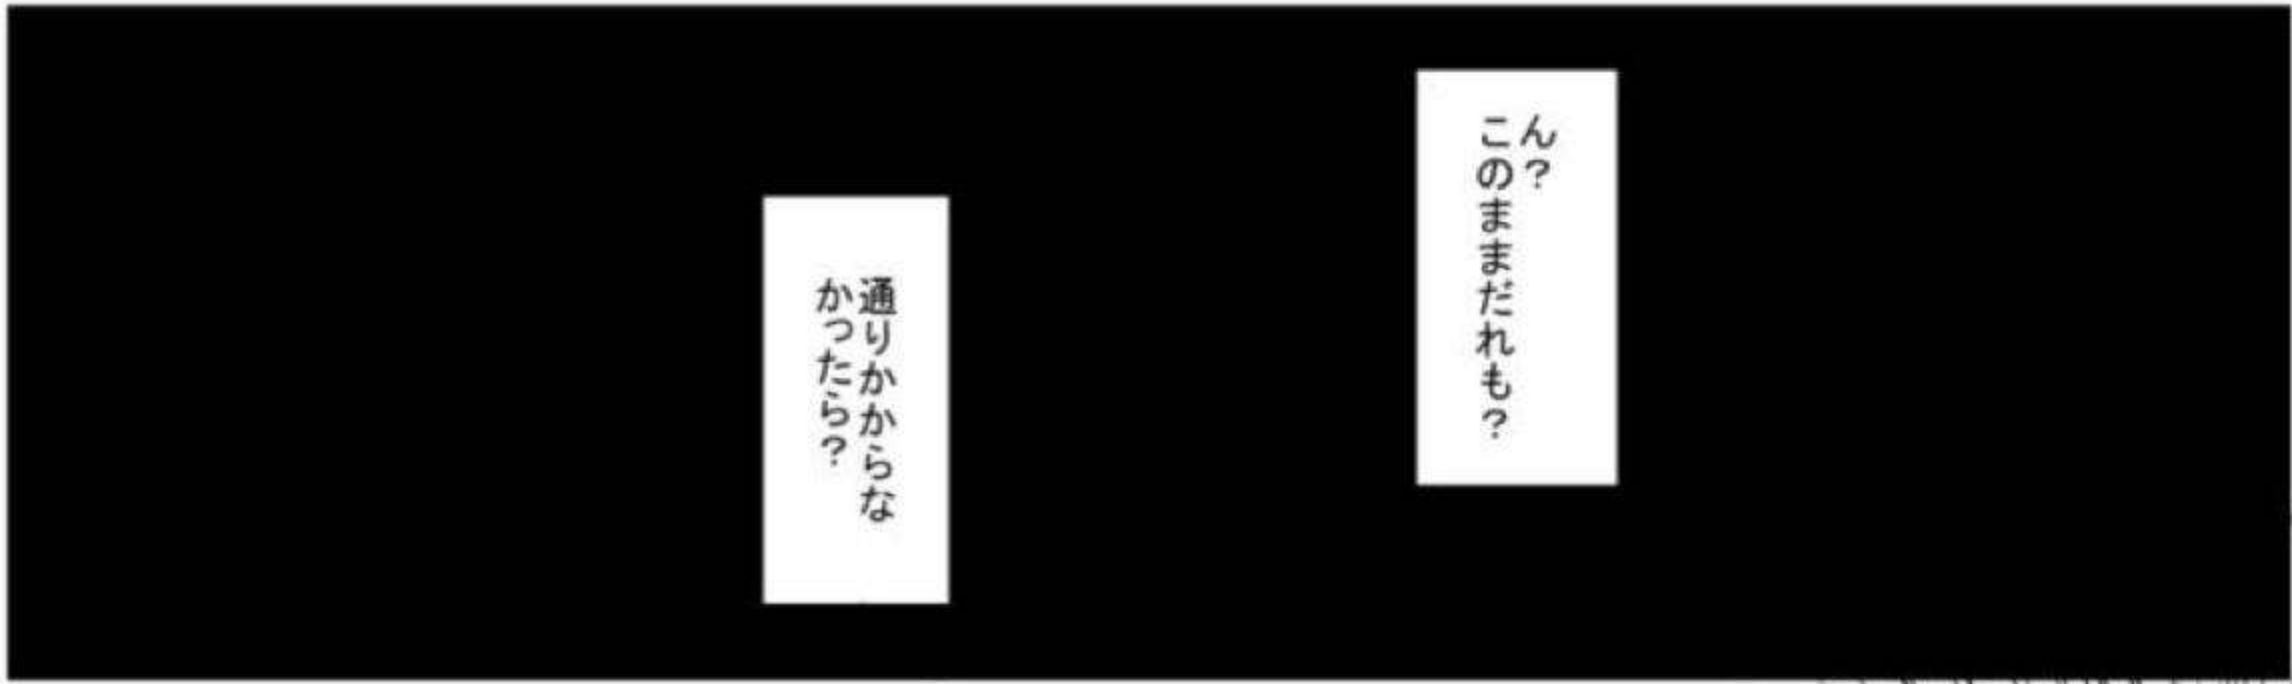 ん？
このままだれも？
通りかからな
かったら？